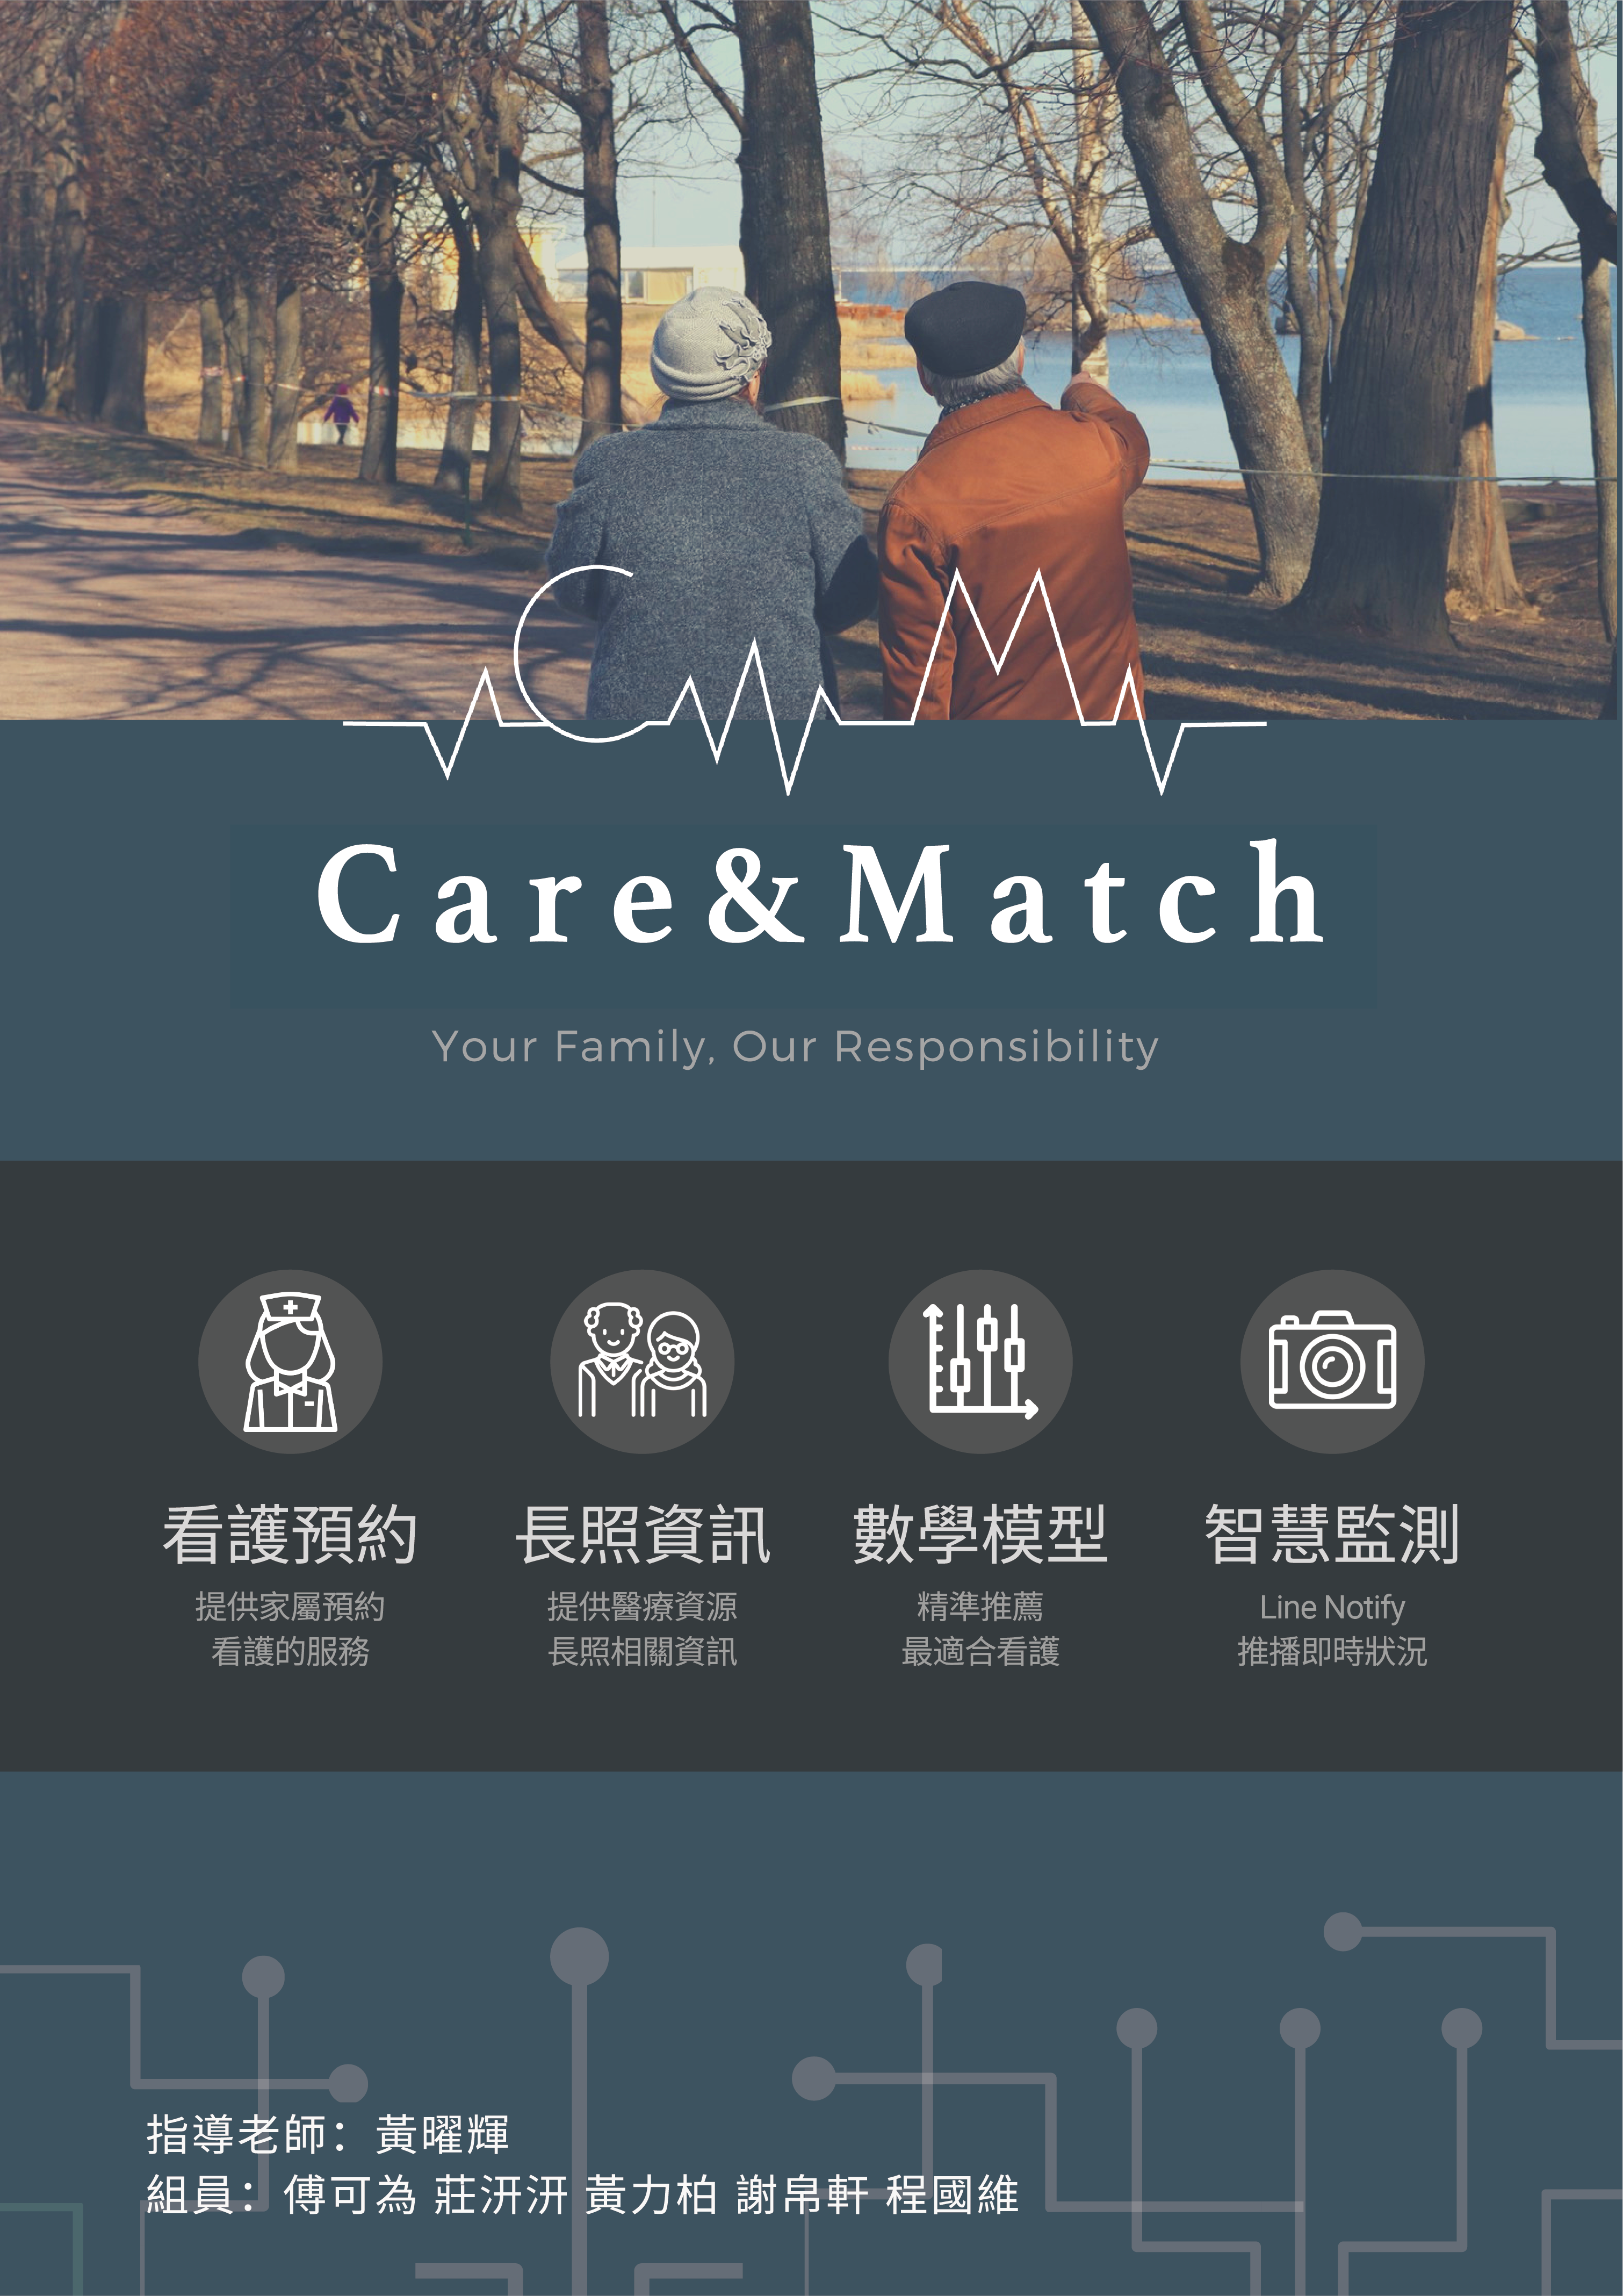 Care&Match
Your Family, Our Responsibility
看護預約
提供家屬預約
看護的服務
長照資訊
提供醫療資源
長照相關資訊
數學模型
精準推薦
最適合看護
智慧監測
Line Notify
推播即時狀況
指導老師：黃曜輝
組員：傅可為 莊汧汧 黃力柏 謝帛軒 程國維